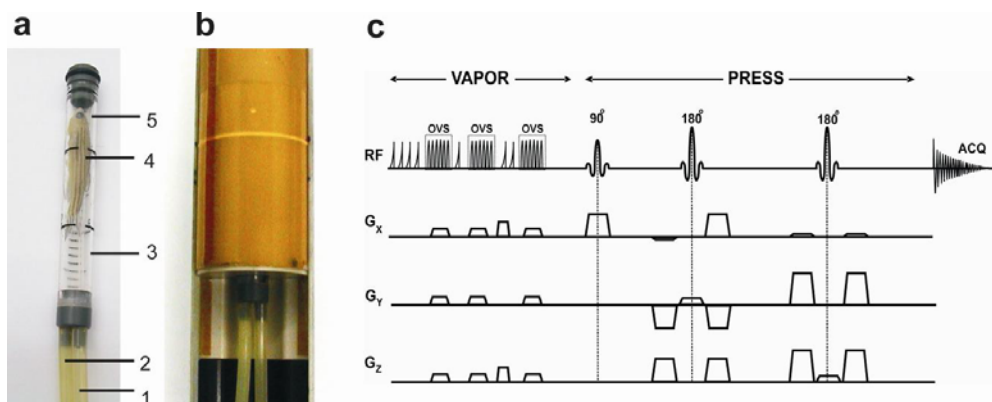 a
5
4
3
2
1
b
c
VAPOR
PRESS
OVS
OVS
OVS
90°
180°
180°
RF
ACQ
GX
GY
GZ